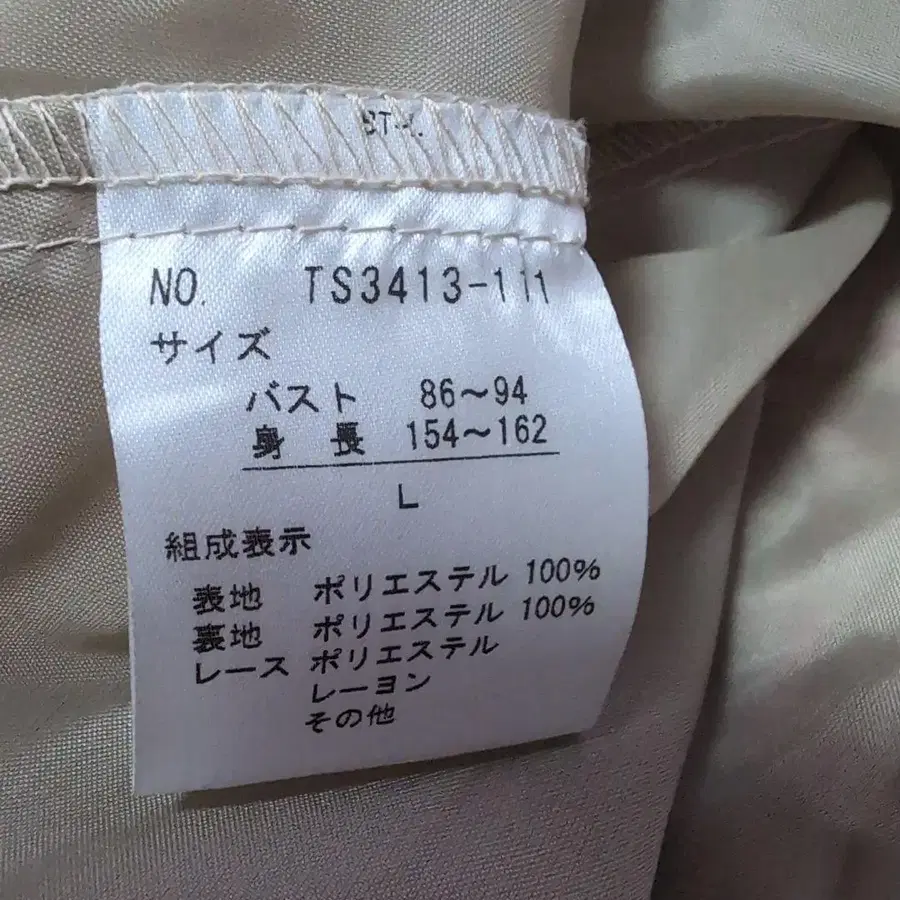 NO. TS3413-111
サイズ
バスト 86～94
身長 154～162
L
組成表示
表地 ポリエステル 100%
裏地 ポリエステル 100%
レース ポリエステル
レーヨン
その他